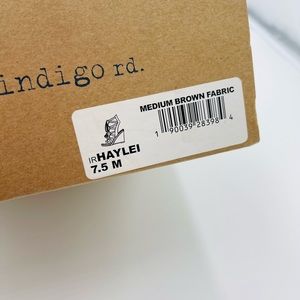 indigo rd.
MEDIUM BROWN FABRIC
1 90039 28398 4
IRHAYLEI
7.5 M